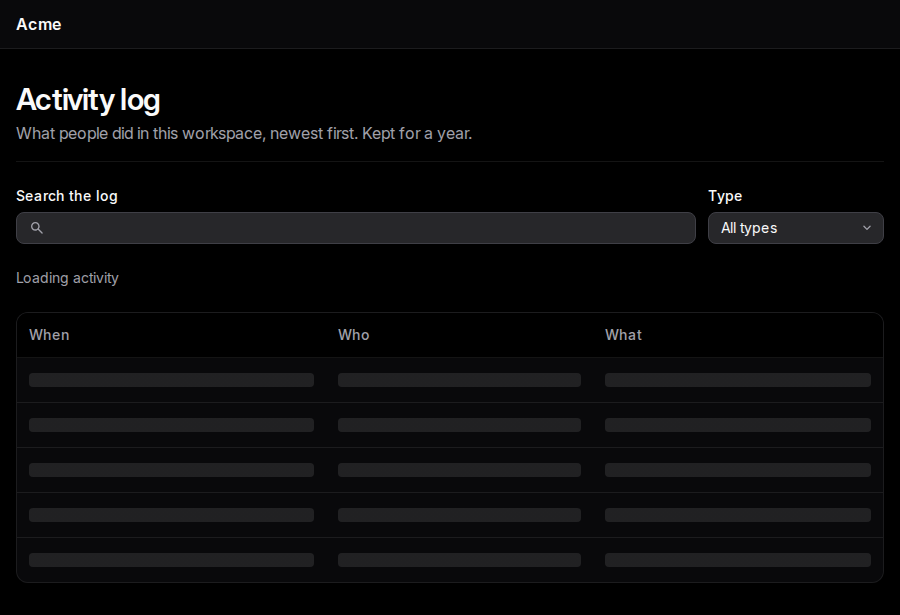 Acme
Activity log
What people did in this workspace, newest first. Kept for a year.
Search the log
Type
All types
Loading activity
When
Who
What